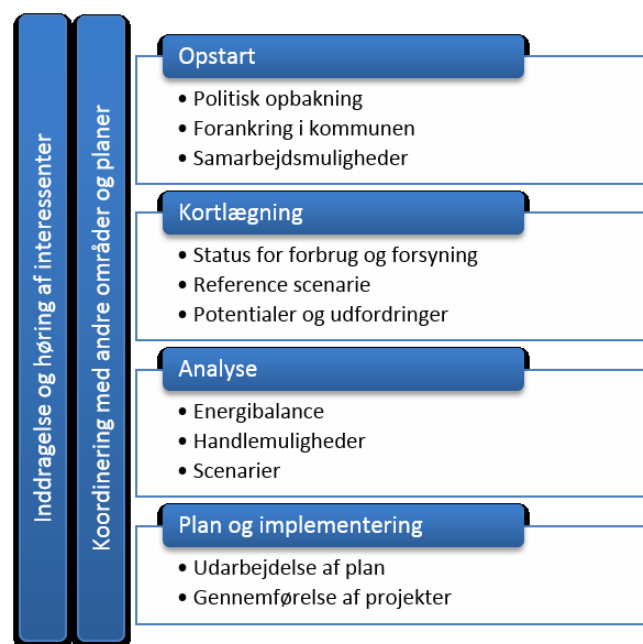 Inddragelse og høring af interessenter
Koordinering med andre områder og planer
Opstart
• Politisk opbakning
• Forankring i kommunen
• Samarbejdsmuligheder
Kortlægning
• Status for forbrug og forsyning
• Reference scenarie
• Potentialer og udfordringer
Analyse
• Energibalance
• Handlemuligheder
• Scenarier
Plan og implementering
• Udarbejdelse af plan
• Gennemførelse af projekter